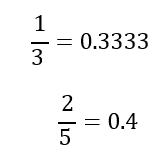 1/3 = 0.3333
2/5 = 0.4